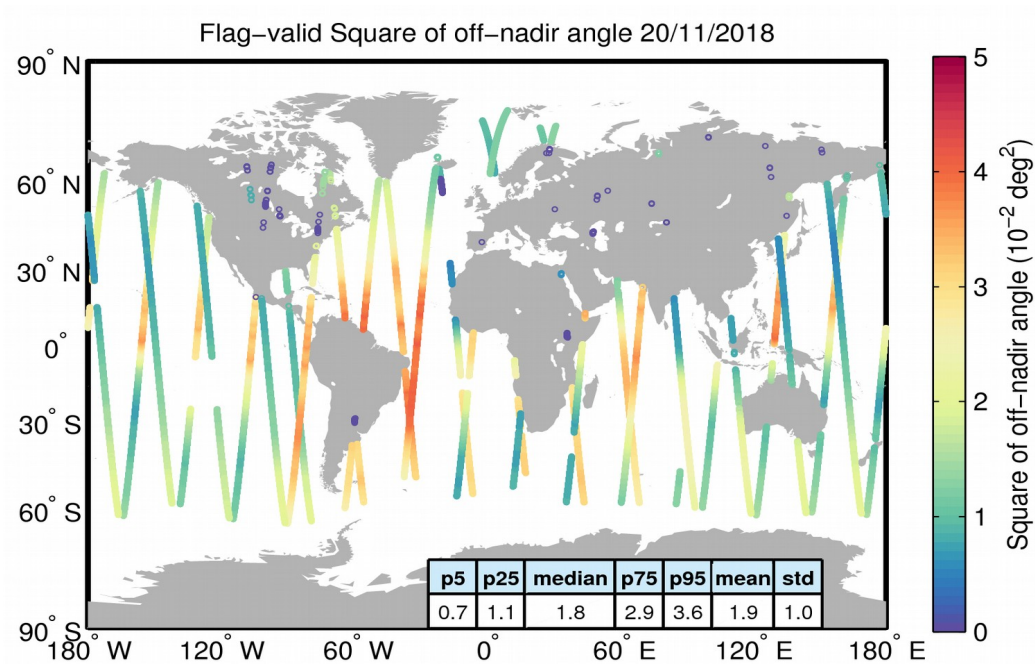 Flag−valid Square of off−nadir angle 20/11/2018
90° N
60° N
30° N
0°
30° S
60° S
90° S
180° W
120° W
60° W
0°
60° E
120° E
180° E
p5 p25 median p75 p95 mean std
0.7 1.1 1.8 2.9 3.6 1.9 1.0
5
4
3
2
1
0
Square of off−nadir angle (10⁻² deg²)